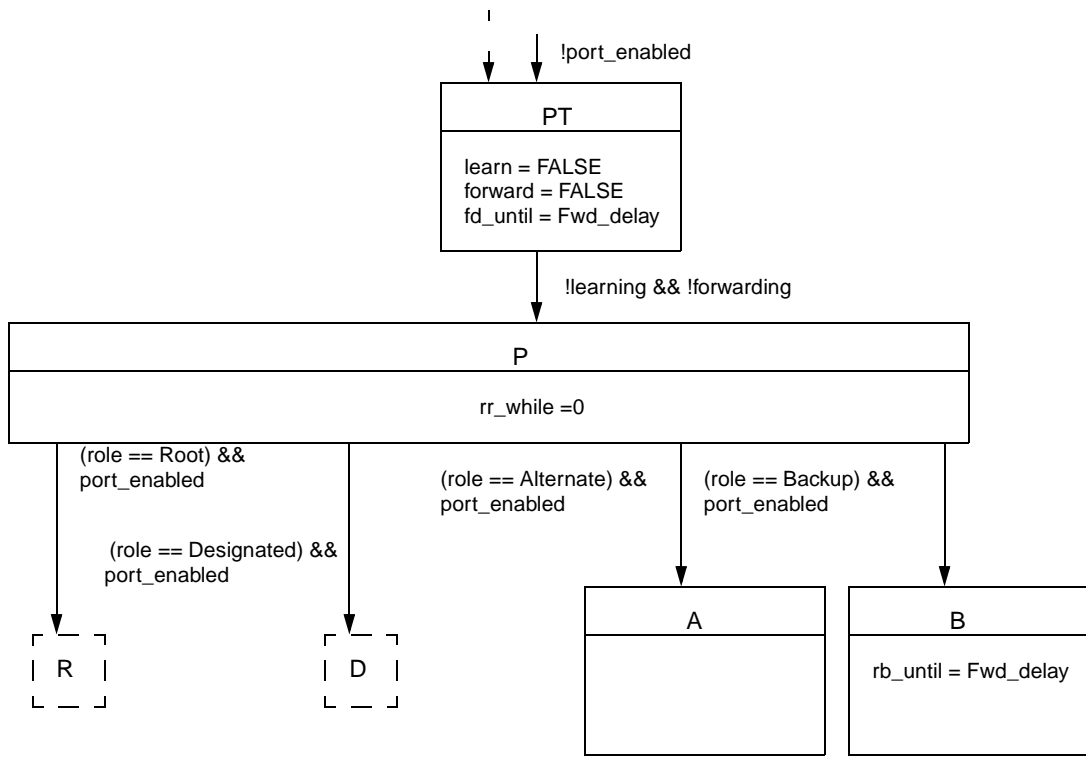 !port_enabled
PT
learn = FALSE
forward = FALSE
fd_until = Fwd_delay
!learning && !forwarding
P
rr_while =0
(role == Root) &&
port_enabled
(role == Designated) &&
port_enabled
(role == Alternate) &&
port_enabled
(role == Backup) &&
port_enabled
R
D
A
B
rb_until = Fwd_delay